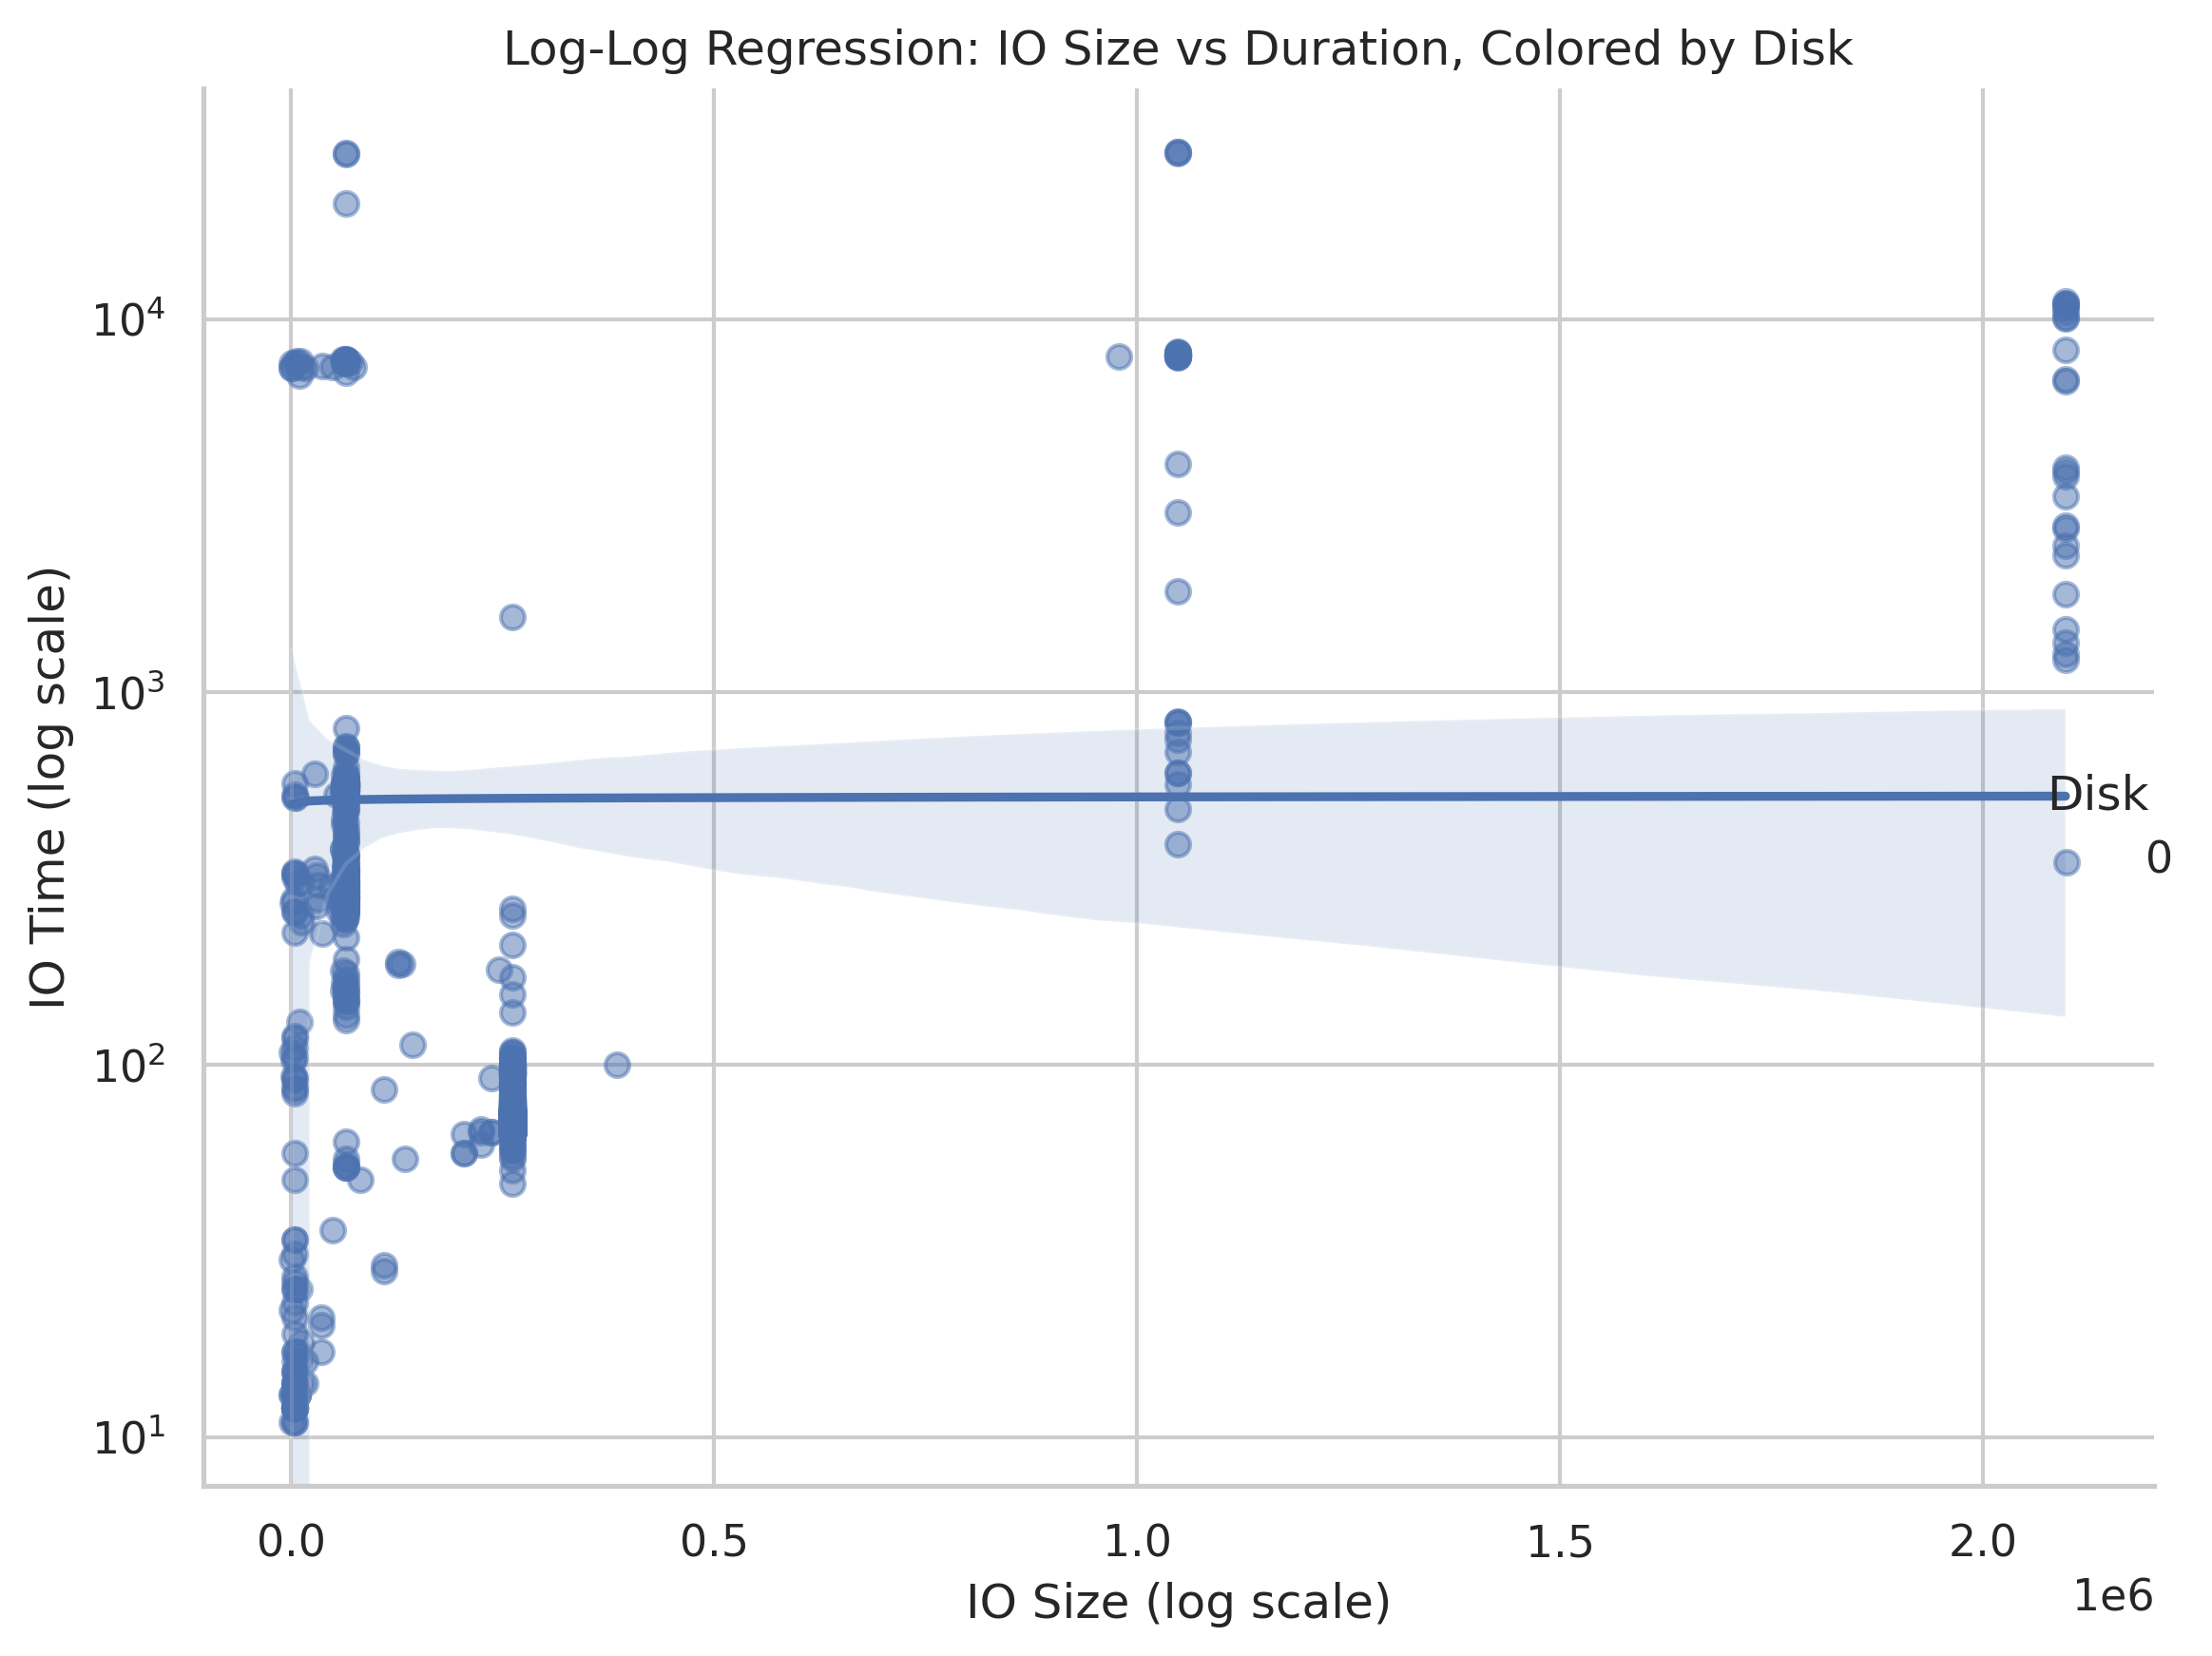 Log-Log Regression: IO Size vs Duration, Colored by Disk
IO Time (log scale)
10⁴
10³
10²
10¹
Disk
0
0.0 0.5 1.0 1.5 2.0
1e6
IO Size (log scale)